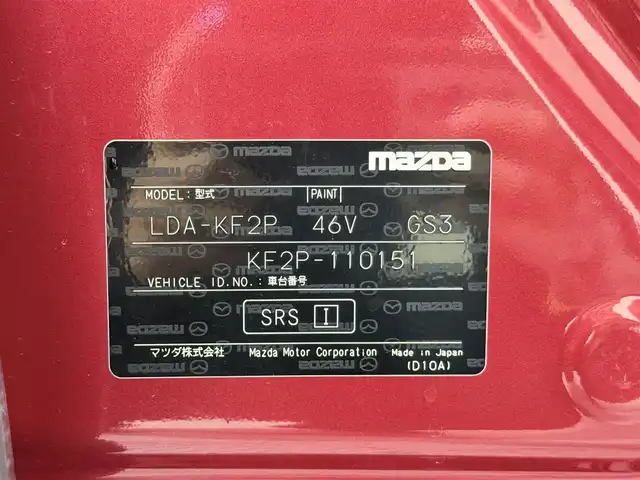 mazda
MODEL:型式 PAINT
LDA-KF2P 46V GS3
KF2P-110151
VEHICLE ID.NO.:車台番号
SRS I
マツダ株式会社 Mazda Motor Corporation Made in Japan
(D10A)